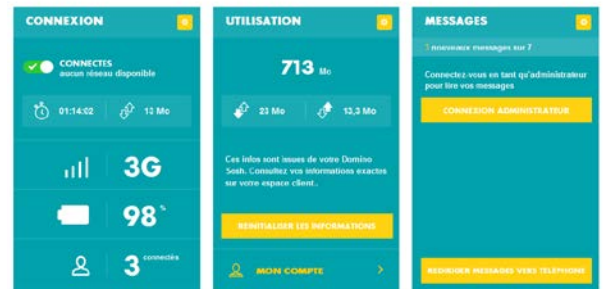 CONNEXION
CONNECTES
aucun réseau disponible
01:14:02
13 Mo
3G
98 %
3 connectés
UTILISATION
713 Mo
23 Mo
13,3 Mo
Ces infos sont issues de votre Domino
Sosh. Consultez vos informations exactes
sur votre espace client..
REINITIALISER LES INFORMATIONS
MON COMPTE
MESSAGES
nouveaux messages sur 7
Connectez-vous en tant qu'administrateur
pour lire vos messages
CONNEXION ADMINISTRATEUR
REDIRIGER MESSAGES VERS TELEPHONE